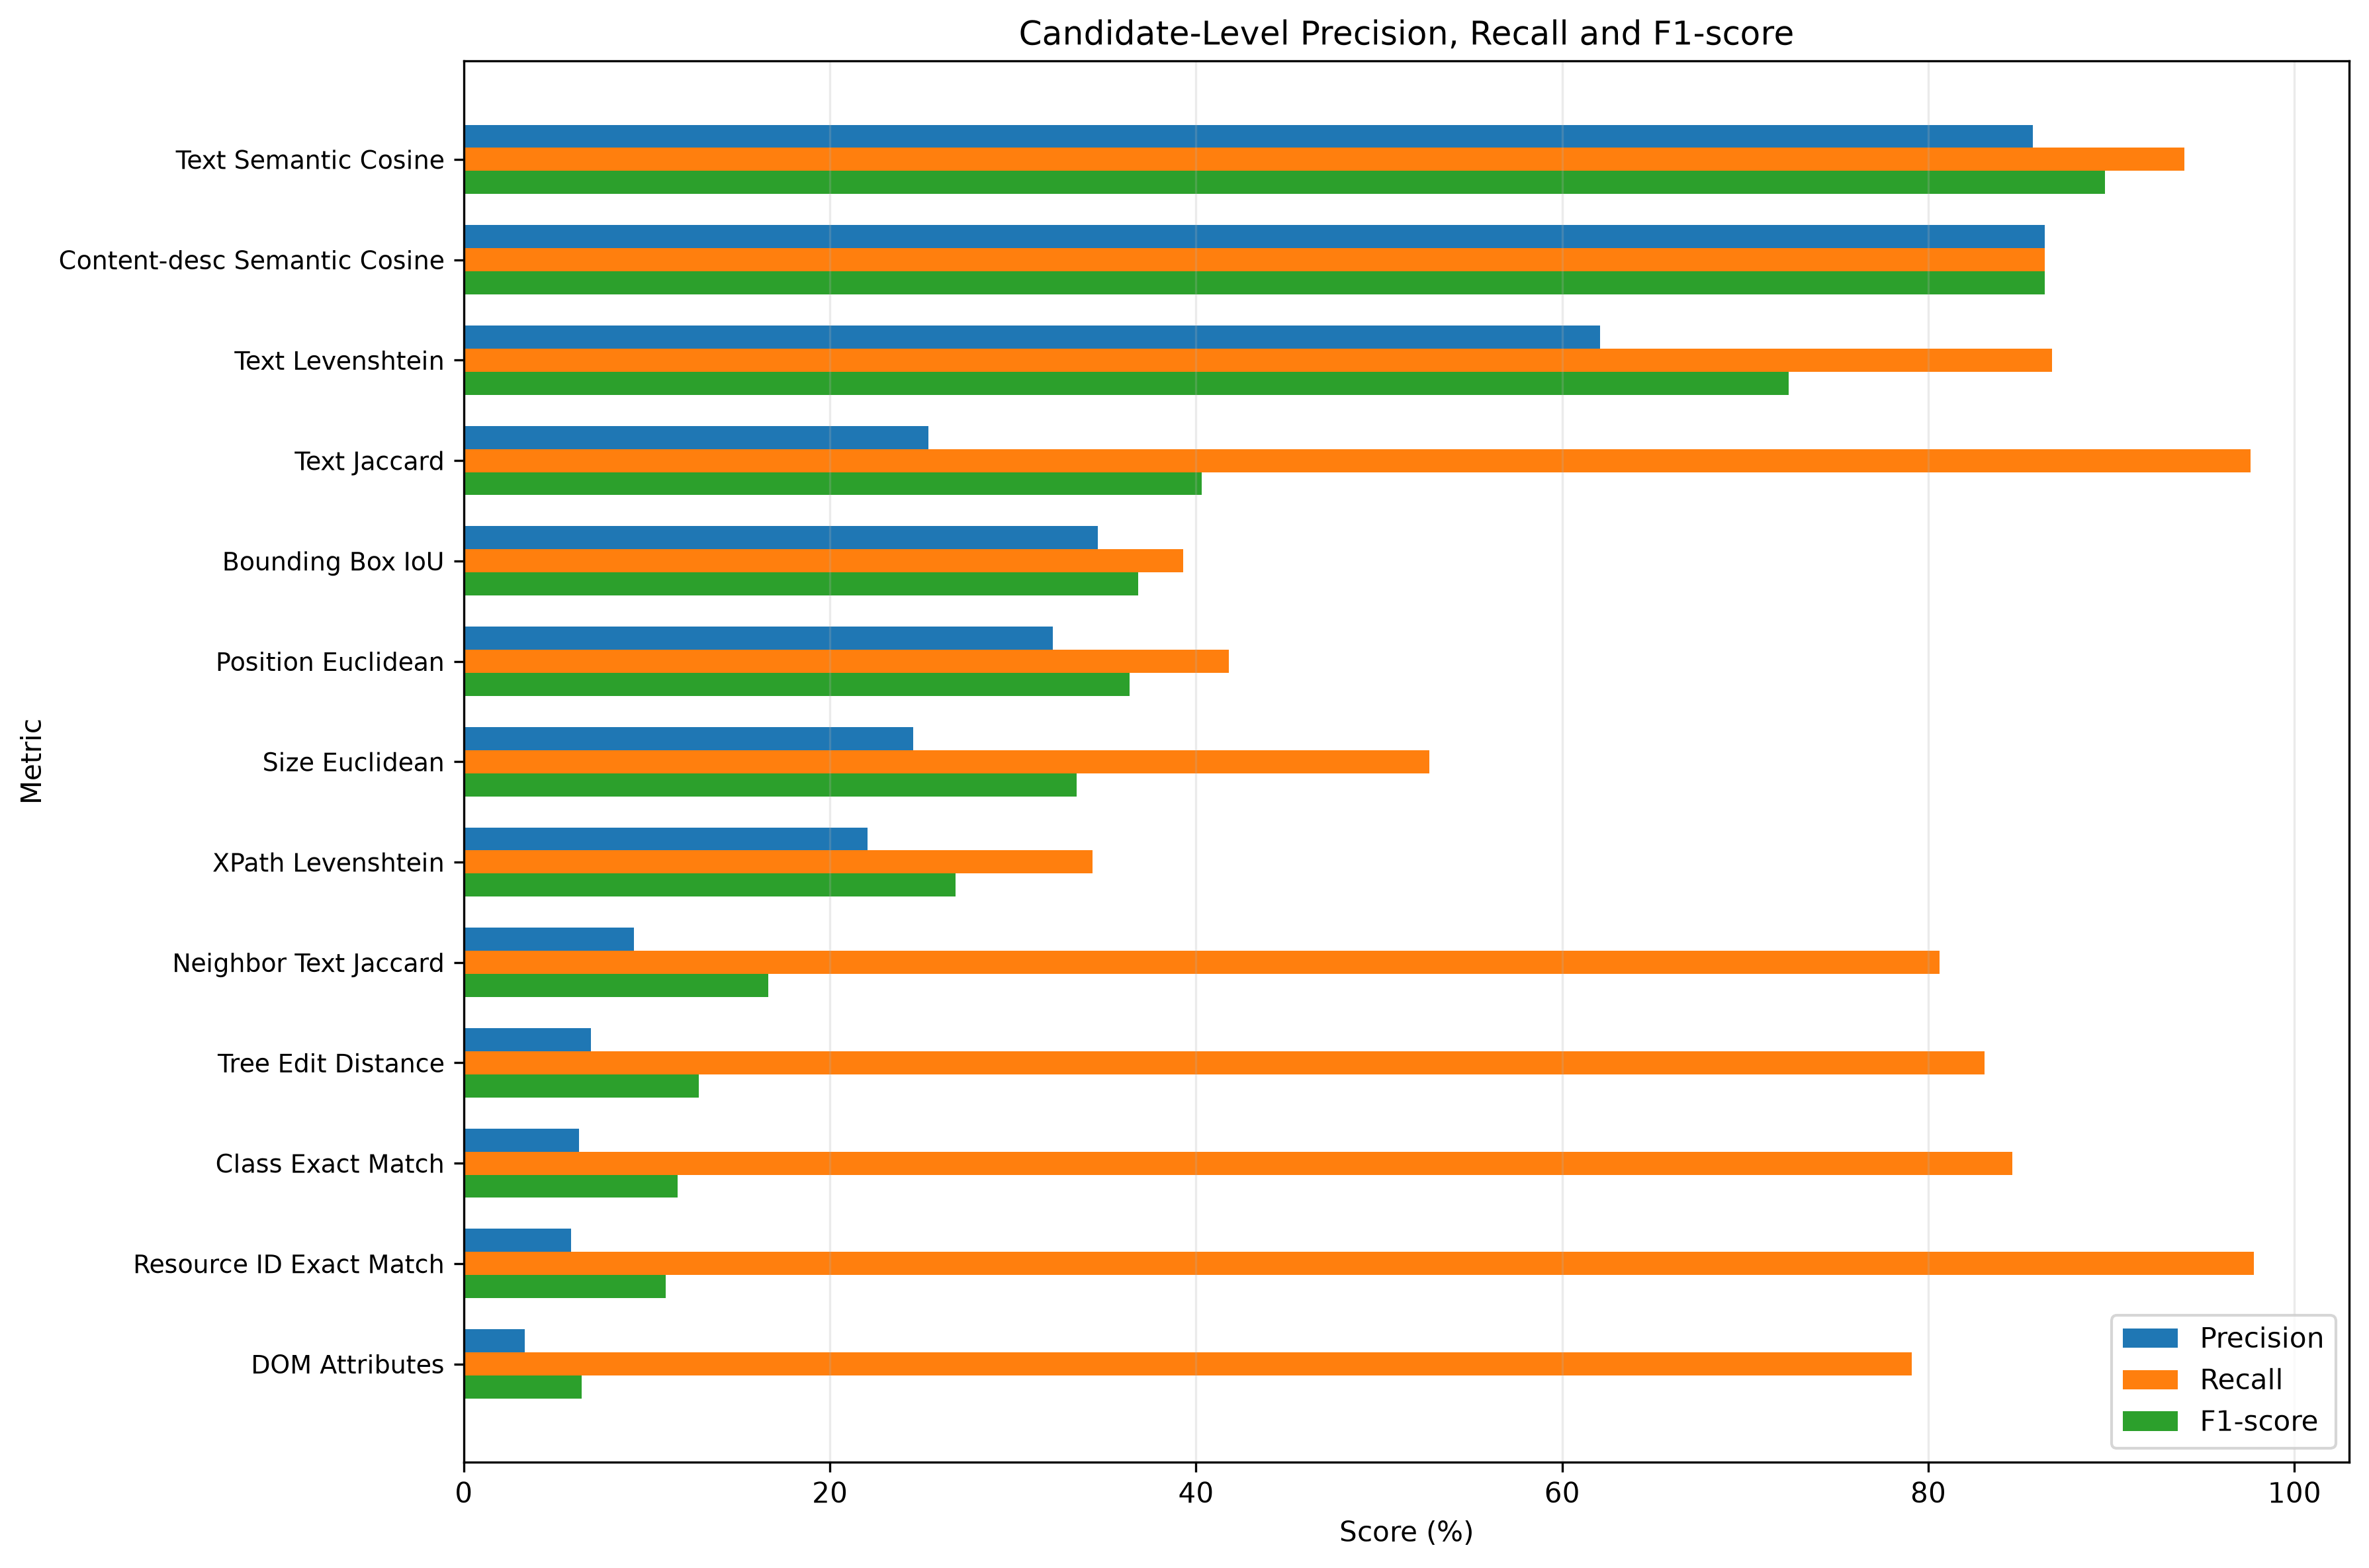 Candidate-Level Precision, Recall and F1-score
Metric
Text Semantic Cosine
Content-desc Semantic Cosine
Text Levenshtein
Text Jaccard
Bounding Box IoU
Position Euclidean
Size Euclidean
XPath Levenshtein
Neighbor Text Jaccard
Tree Edit Distance
Class Exact Match
Resource ID Exact Match
DOM Attributes
Precision
Recall
F1-score
0 20 40 60 80 100
Score (%)